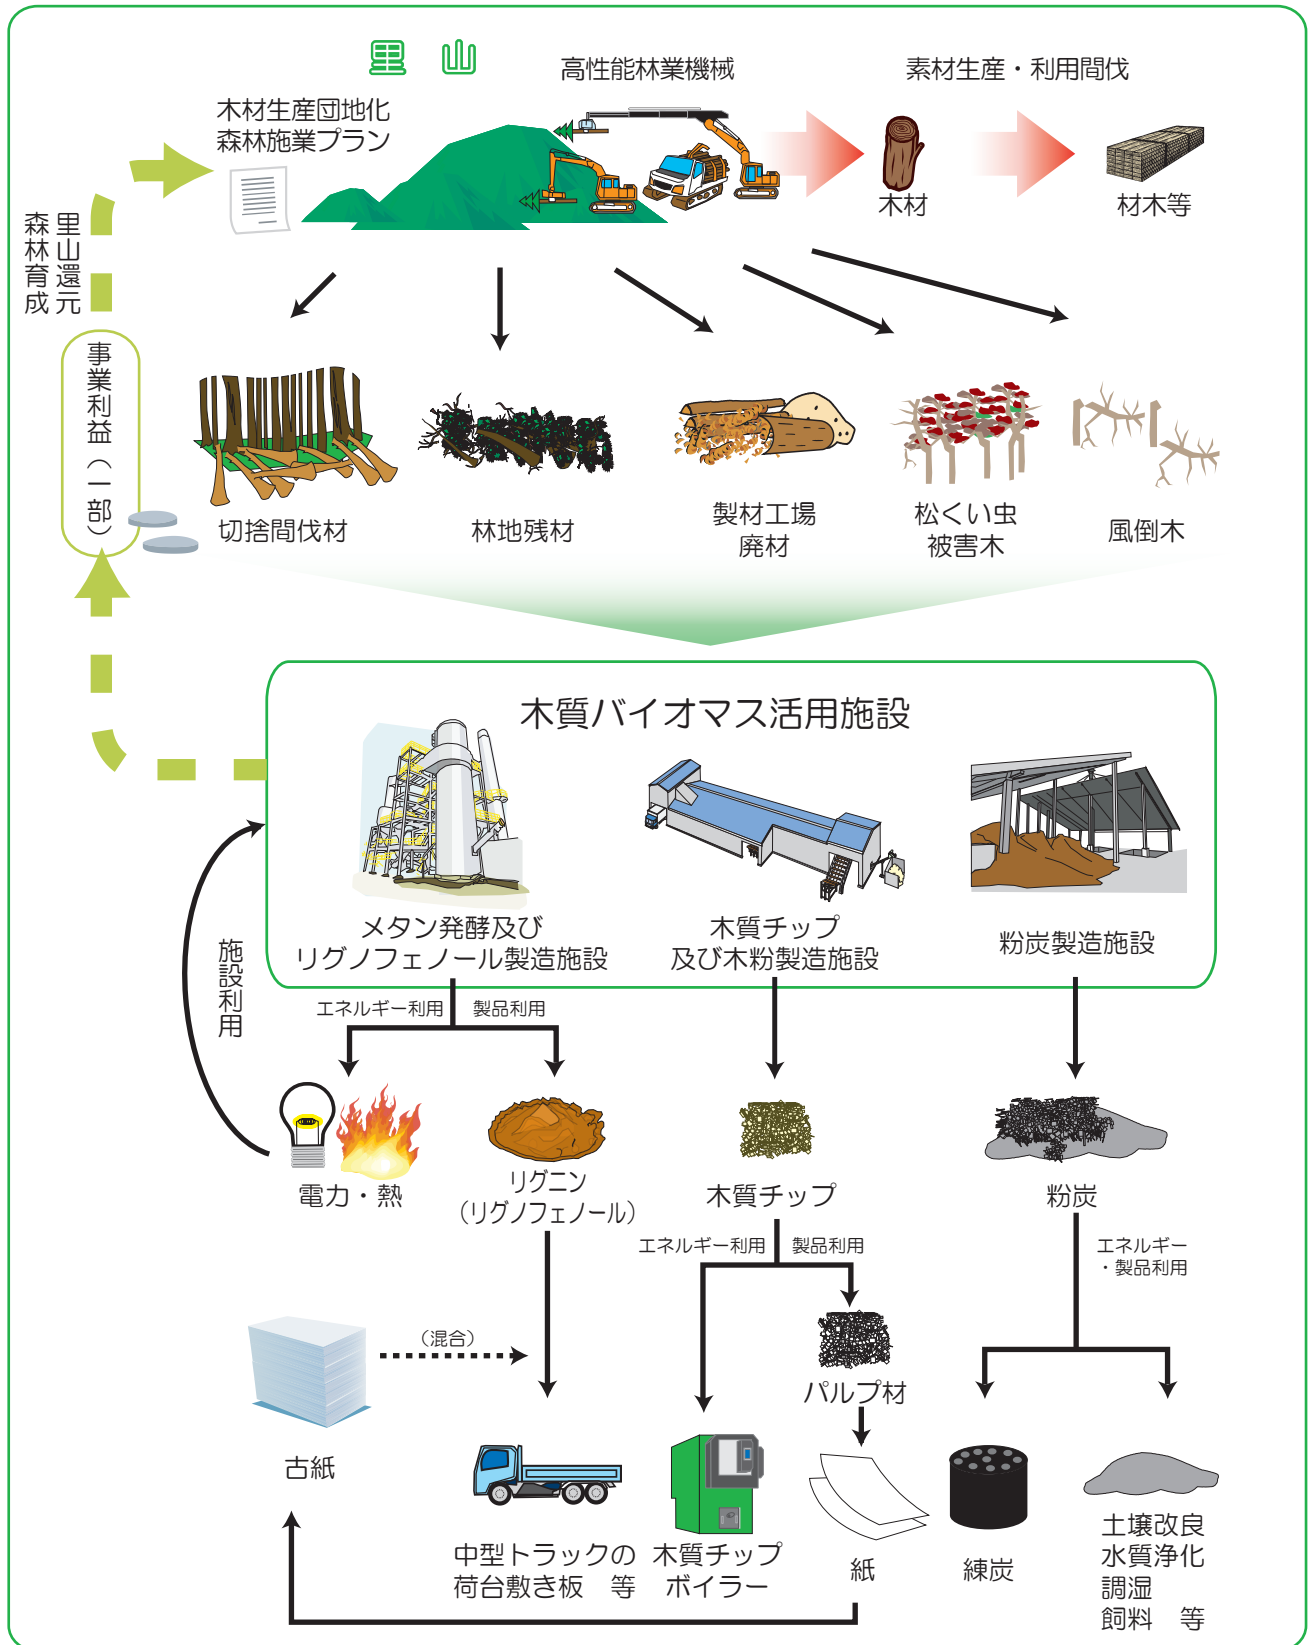 里 山
高性能林業機械
素材生産・利用間伐
木材生産団地化
森林施業プラン
木材
材木等
里山還元
森林育成
事業利益（一部）
切捨間伐材
林地残材
製材工場
廃材
松くい虫
被害木
風倒木
木質バイオマス活用施設
メタン発酵及び
リグノフェノール製造施設
木質チップ
及び木粉製造施設
粉炭製造施設
施設利用
エネルギー利用
製品利用
電力・熱
リグニン
（リグノフェノール）
木質チップ
粉炭
エネルギー利用
製品利用
エネルギー
・製品利用
（混合）
パルプ材
古紙
中型トラックの
荷台敷き板 等
木質チップ
ボイラー
紙
練炭
土壌改良
水質浄化
調湿
飼料 等